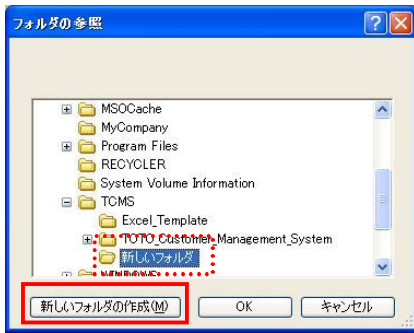 フォルダの参照
MSOCache
MyCompany
Program Files
RECYCLER
System Volume Information
TCMS
Excel_Template
TOTO_Customer_Management_System
新しいフォルダ
WINDOWS
新しいフォルダの作成(M) OK キャンセル